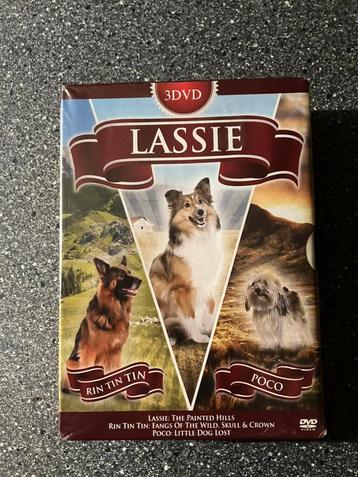 3DVD
LASSIE
RIN TIN TIN
POCO
LASSIE: THE PAINTED HILLS
RIN TIN TIN: FANGS OF THE WILD, SKULL & CROWN
POCO: LITTLE DOG LOST
DVD
VIDEO